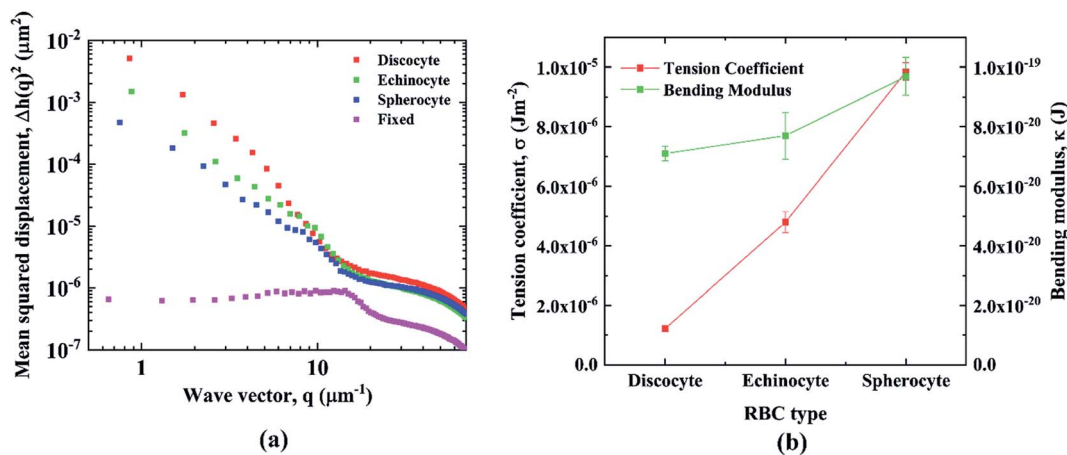 Mean squared displacement, Δh(q)² (μm²)
10⁻²
10⁻³
10⁻⁴
10⁻⁵
10⁻⁶
10⁻⁷
Discocyte
Echinocyte
Spherocyte
Fixed
1 10
Wave vector, q (μm⁻¹)
(a)
Tension coefficient, σ (Jm⁻²)
1.0x10⁻⁵
8.0x10⁻⁶
6.0x10⁻⁶
4.0x10⁻⁶
2.0x10⁻⁶
0.0
Tension Coefficient
Bending Modulus
1.0x10⁻¹⁹
8.0x10⁻²⁰
6.0x10⁻²⁰
4.0x10⁻²⁰
2.0x10⁻²⁰
0.0
Bending modulus, κ (J)
Discocyte Echinocyte Spherocyte
RBC type
(b)